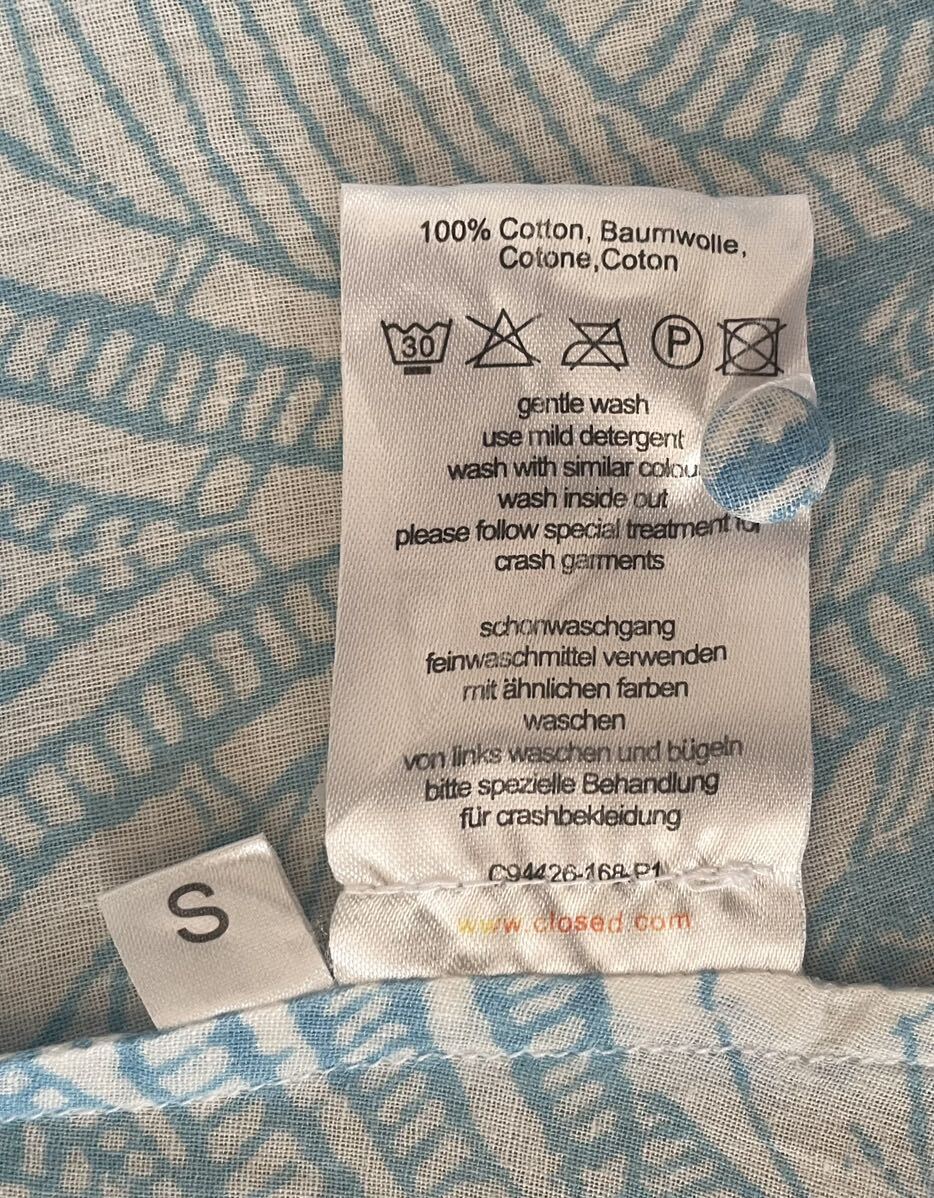 100% Cotton, Baumwolle,
Cotone,Coton
30
P
gentle wash
use mild detergent
wash with similar
wash inside out
please follow special treatment for
crash garments
schonwaschgang
feinwaschmittel verwenden
mit ähnlichen farben
waschen
von links waschen und bügeln
bitte spezielle Behandlung
für crashbekleidung
www.closed.com
S